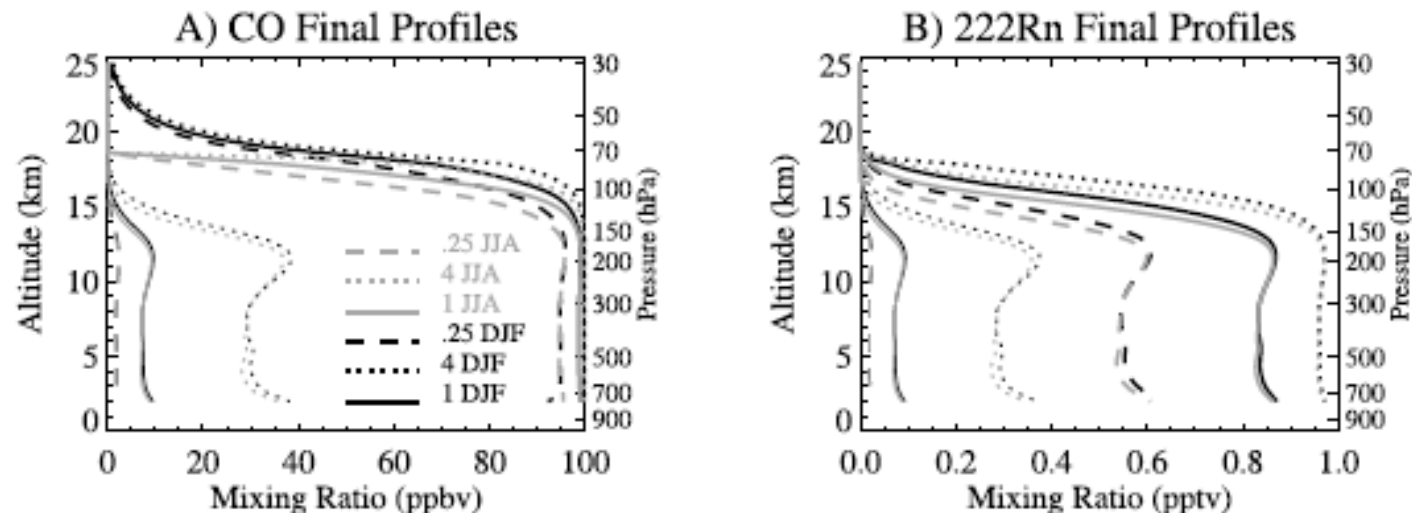 A) CO Final Profiles
25
20
15
10
5
0
Altitude (km)
30
50
70
100
150
200
300
500
700
900
Pressure (hPa)
.25 JJA
4 JJA
1 JJA
.25 DJF
4 DJF
1 DJF
0 20 40 60 80 100
Mixing Ratio (ppbv)
B) 222Rn Final Profiles
25
20
15
10
5
0
Altitude (km)
30
50
70
100
150
200
300
500
700
900
Pressure (hPa)
0.0 0.2 0.4 0.6 0.8 1.0
Mixing Ratio (pptv)